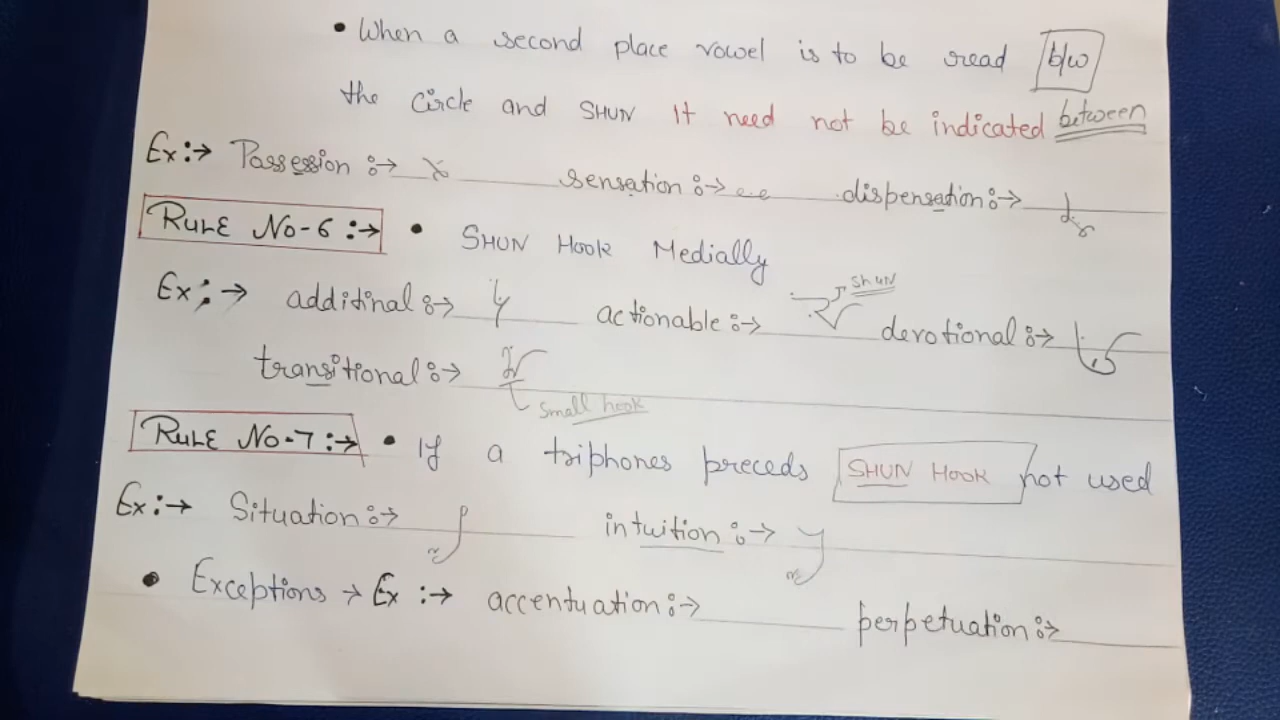 • When a second place vowel is to be read b/w
the circle and SHUN It need not be indicated between
Ex:→ Possession :→ sensation :→ dispensation :→
RULE No-6 :→ • SHUN Hook Medially
Ex:→ additinal :→ actionable :→ shun devotional :→
transitional :→
small hook
RULE No-7 :→ • If a triphones preceds SHUN Hook not used
Ex:→ Situation :→ intuition :→
• Exceptions → Ex :→ accentuation :→ perpetuation :→